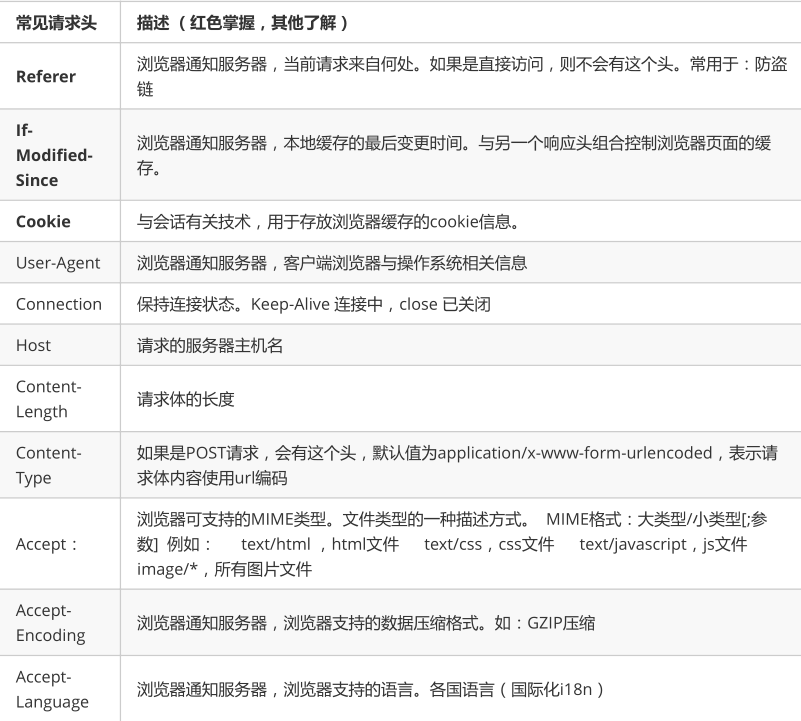 常见请求头 描述（红色掌握，其他了解）
Referer 浏览器通知服务器，当前请求来自何处。如果是直接访问，则不会有这个头。常用于：防盗
链
If-
Modified-
Since
浏览器通知服务器，本地缓存的最后变更时间。与另一个响应头组合控制浏览器页面的缓
存。
Cookie 与会话有关技术，用于存放浏览器缓存的cookie信息。
User-Agent 浏览器通知服务器，客户端浏览器与操作系统相关信息
Connection 保持连接状态。Keep-Alive 连接中，close 已关闭
Host 请求的服务器主机名
Content-
Length
请求体的长度
Content-
Type
如果是POST请求，会有这个头，默认值为application/x-www-form-urlencoded，表示请
求体内容使用url编码
Accept：
浏览器可支持的MIME类型。文件类型的一种描述方式。 MIME格式：大类型/小类型[;参
数] 例如： text/html ，html文件 text/css，css文件 text/javascript，js文件
image/*，所有图片文件
Accept-
Encoding
浏览器通知服务器，浏览器支持的数据压缩格式。如：GZIP压缩
Accept-
Language
浏览器通知服务器，浏览器支持的语言。各国语言（国际化i18n）